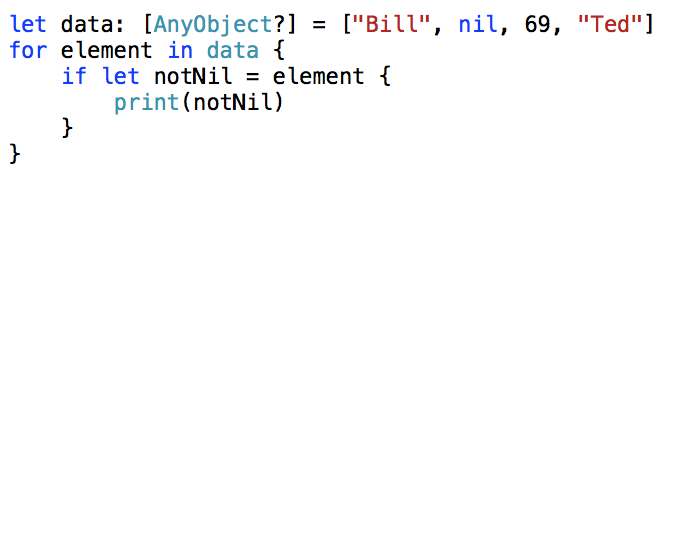 let data: [AnyObject?] = ["Bill", nil, 69, "Ted"]
for element in data {
    if let notNil = element {
        print(notNil)
    }
}